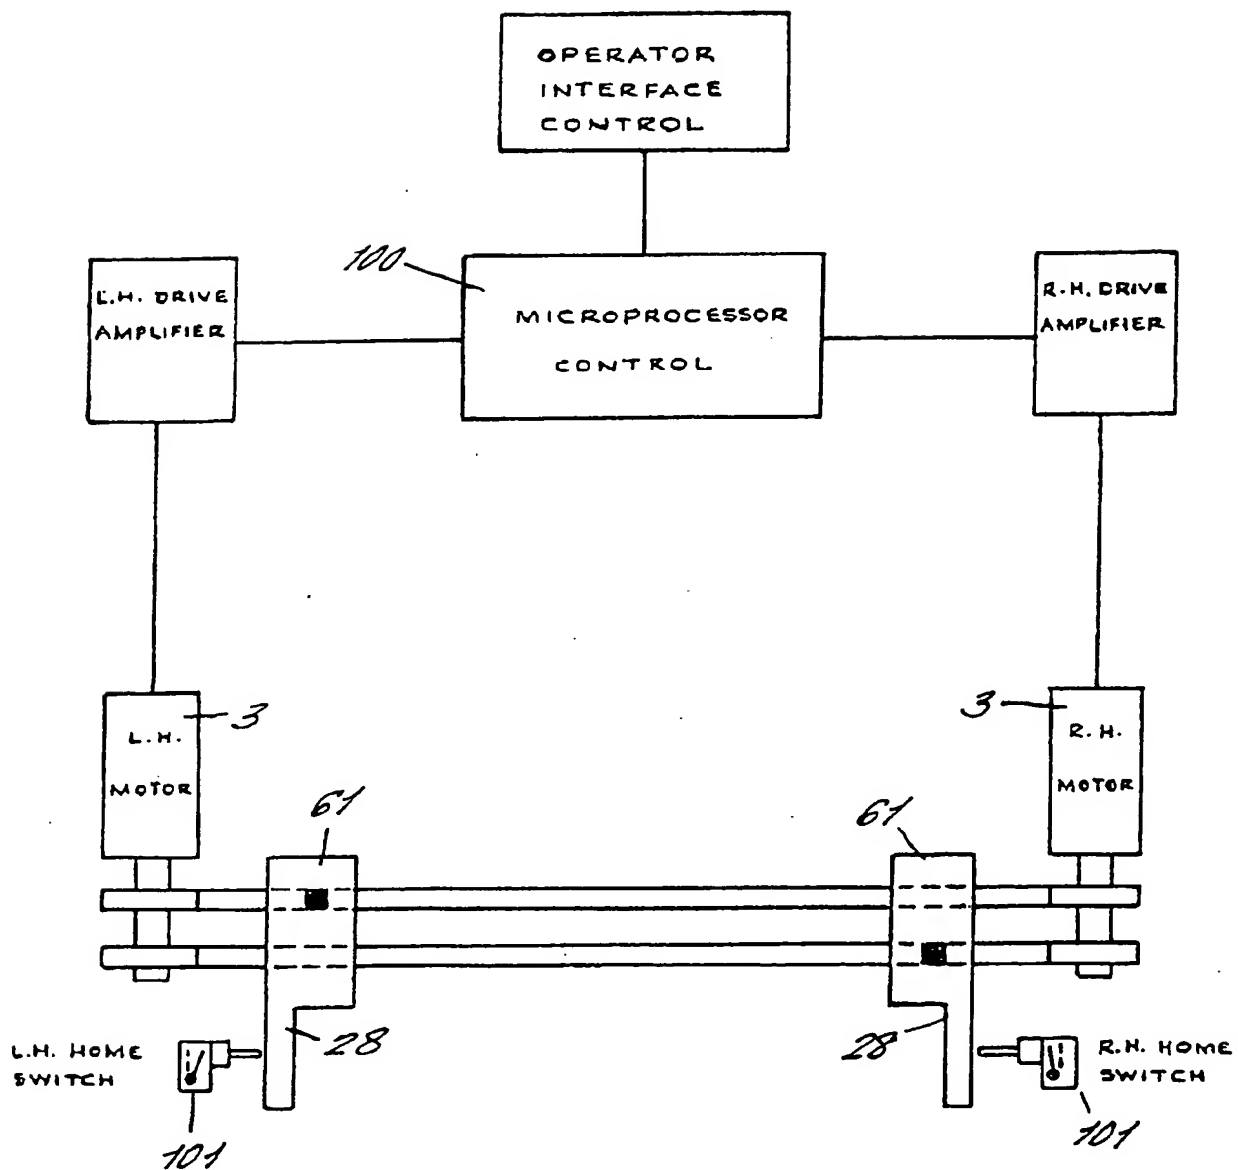 OPERATOR
INTERFACE
CONTROL
100
L.H. DRIVE
AMPLIFIER
MICROPROCESSOR
CONTROL
R.H. DRIVE
AMPLIFIER
3
L.H.
MOTOR
3
R.H.
MOTOR
61
61
28
28
L.H. HOME
SWITCH
101
R.H. HOME
SWITCH
101